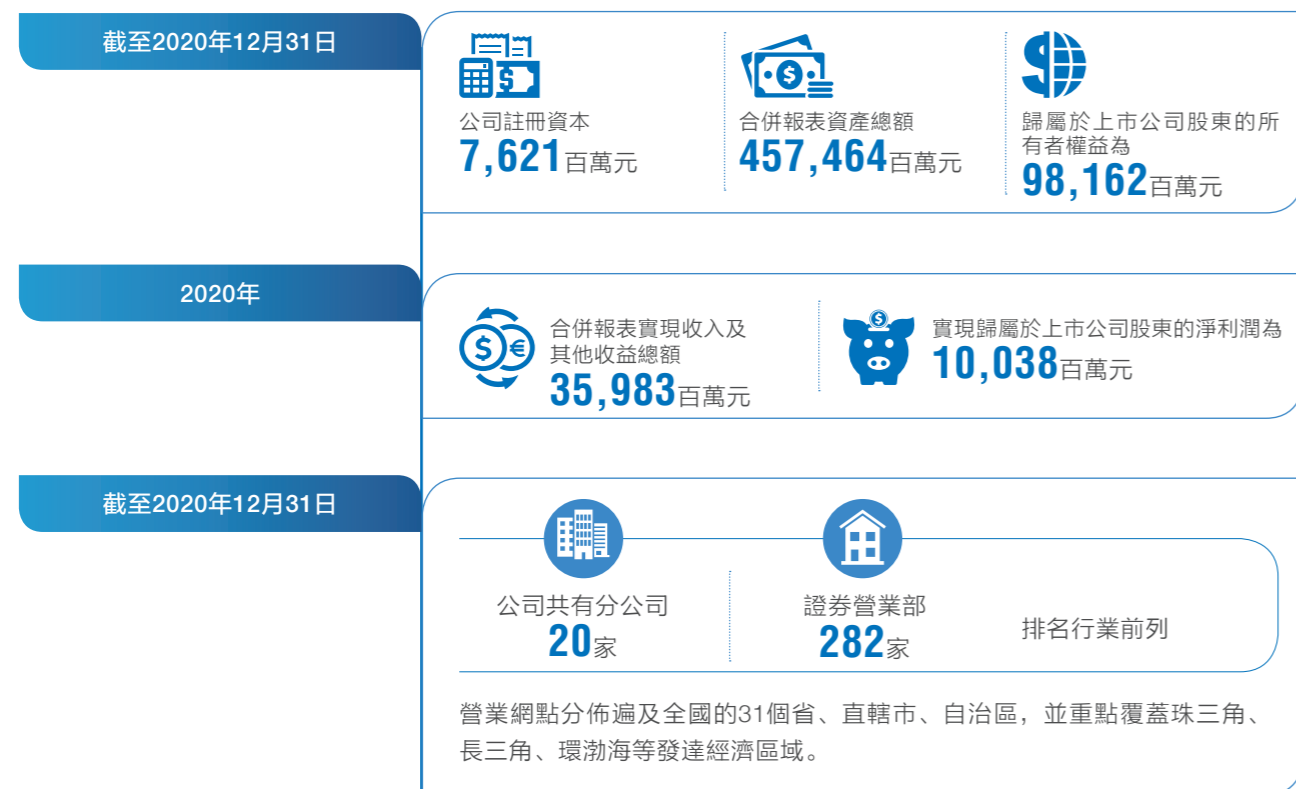 截至2020年12月31日
公司註冊資本
7,621百萬元
合併報表資產總額
457,464百萬元
歸屬於上市公司股東的所
有者權益為
98,162百萬元
2020年
合併報表實現收入及
其他收益總額
35,983百萬元
實現歸屬於上市公司股東的淨利潤為
10,038百萬元
截至2020年12月31日
公司共有分公司
20家
證券營業部
282家
排名行業前列
營業網點分佈遍及全國的31個省、直轄市、自治區，並重點覆蓋珠三角、
長三角、環渤海等發達經濟區域。